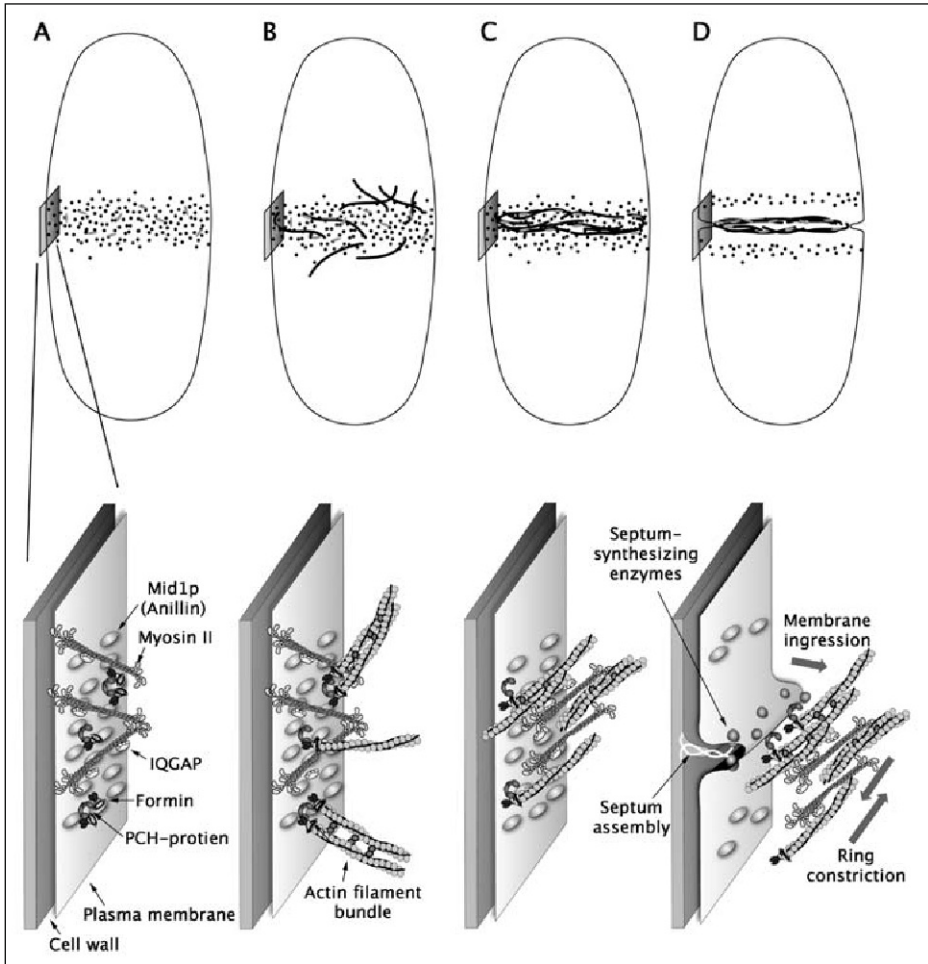 A
B
C
D
Mid1p
(Anillin)
Myosin II
IQGAP
Formin
PCH-protien
Plasma membrane
Cell wall
Actin filament
bundle
Septum-
synthesizing
enzymes
Membrane
ingression
Septum
assembly
Ring
constriction